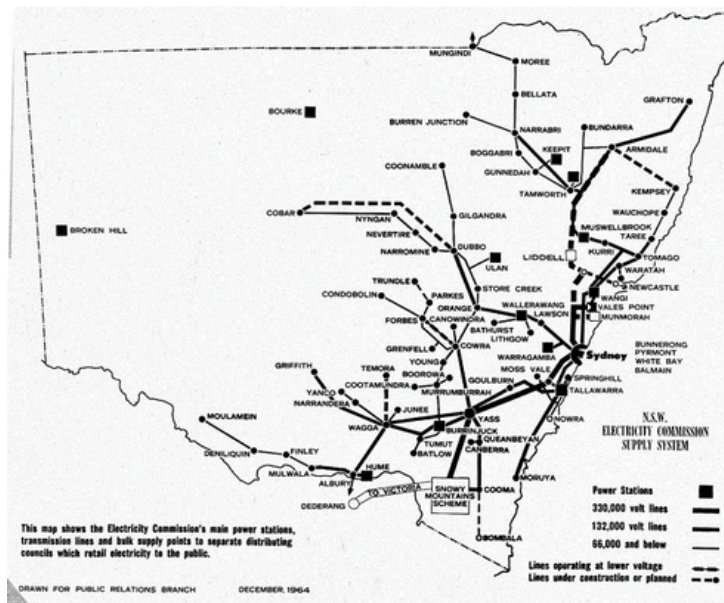 MUNGINDI
MOREE
BELLATA
BOURKE
BURREN JUNCTION
NARRABRI
GRAFTON
BUNDARRA
KEEPIT
ARMIDALE
BOGGABRI
COONAMBLE
GUNNEDAH
TAMWORTH
KEMPSEY
COBAR
NYNGAN
GILGANDRA
WAUCHOPE
MUSWELLBROOK
TAREE
BROKEN HILL
NEVERTIRE
DUBBO
KURRI
NARROMINE
LIDDELL
TOMAGO
ULAN
WARATAH
NEWCASTLE
TRUNDLE
STORE CREEK
WANGI
CONDOBOLIN
PARKES
ORANGE
WALLERAWANG
VALES POINT
CANOWINDRA
LAWSON
MUNMORAH
FORBES
BATHURST
LITHGOW
COWRA
WARRAGAMBA
Sydney
BUNNERONG
PYRMONT
WHITE BAY
BALMAIN
GRENFELL
YOUNG
MOSS VALE
GRIFFITH
TEMORA
BOOROWA
GOULBURN
SPRINGHILL
COOTAMUNDRA
MURRUMBURRAH
TALLAWARRA
YANCO
NARRANDERA
JUNEE
YASS
NOWRA
MOULAMEIN
WAGGA
BURRINJUCK
QUEANBEYAN
TUMUT
CANBERRA
BATLOW
DENILIQUIN
FINLEY
HUME
MORUYA
MULWALA
ALBURY
TO VICTORIA
SNOWY
MOUNTAINS
SCHEME
COOMA
DEDERANG
BOMBALA
N.S.W.
ELECTRICITY COMMISSION
SUPPLY SYSTEM
Power Stations
330,000 volt lines
132,000 volt lines
66,000 and below
Lines operating at lower voltage
Lines under construction or planned
This map shows the Electricity Commission's main power stations,
transmission lines and bulk supply points to separate distributing
councils which retail electricity to the public.
DRAWN FOR PUBLIC RELATIONS BRANCH DECEMBER, 1964